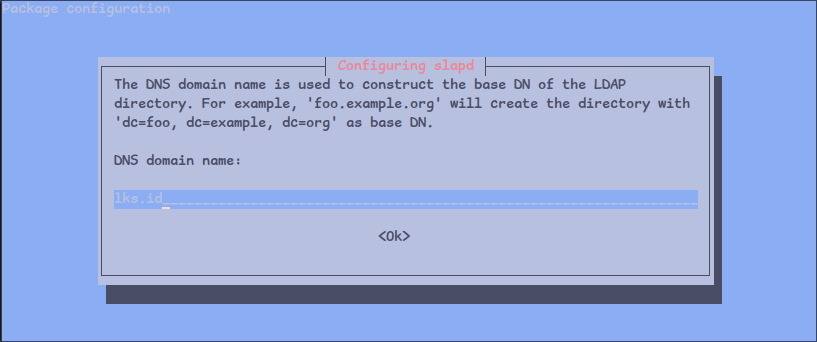 Package configuration
Configuring slapd
The DNS domain name is used to construct the base DN of the LDAP
directory. For example, 'foo.example.org' will create the directory with
'dc=foo, dc=example, dc=org' as base DN.
DNS domain name:
lks.id
<Ok>